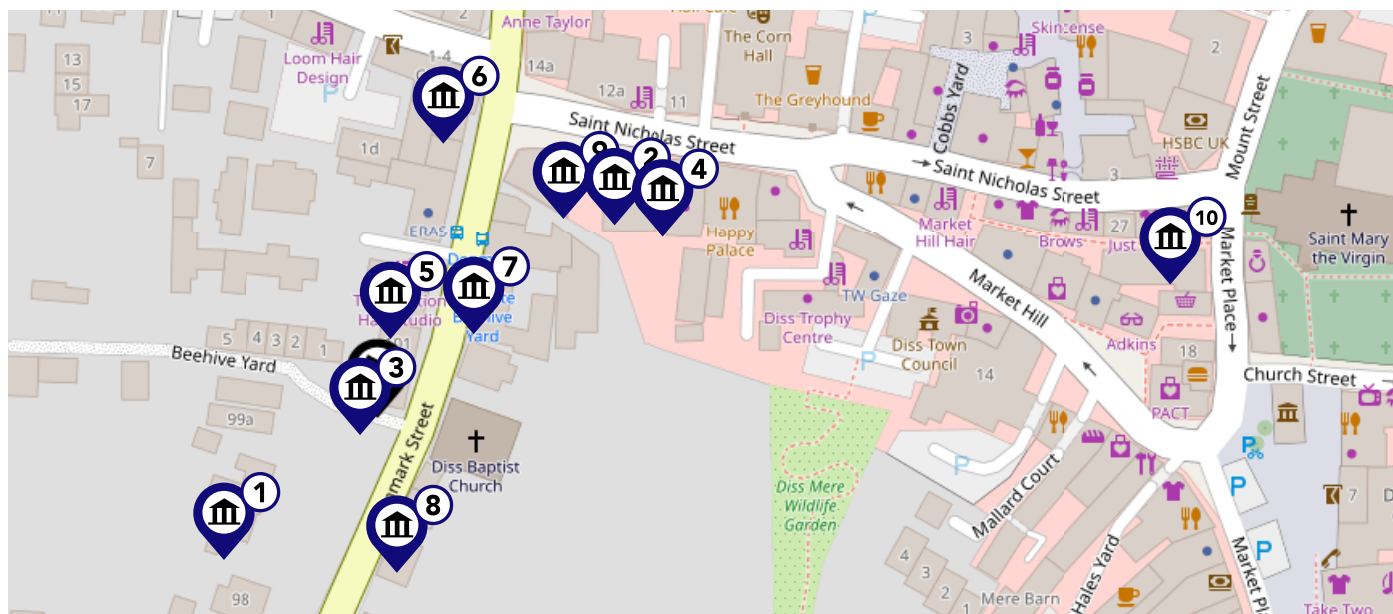 Anne Taylor
Loom Hair
Design
13
15
17
7
1-4
2
14a
12a
11
1d
The Corn
Hall
The Greyhound
3
Skincense
2
Cobbs Yard
HSBC UK
Mount Street
Saint Nicholas Street
Saint Nicholas Street
3
6
9
2
4
10
Saint Mary
the Virgin
Market
Hill Hair
Brows
27
Just
Happy
Palace
ERAS
5
7
Yard
TW Gaze
Market Hill
Market Place
Diss Trophy
Centre
Diss Town
Council
14
Adkins
18
PACT
Church Street
5
4
3
2
1
Beehive Yard
3
99a
P
P
P
P
P
P
P
Diss Baptist
Church
Diss Mere
Wildlife
Garden
Mallard Court
Hales Yard
7
1
8
98
4
3
2
1
Mere Barn
Take Two